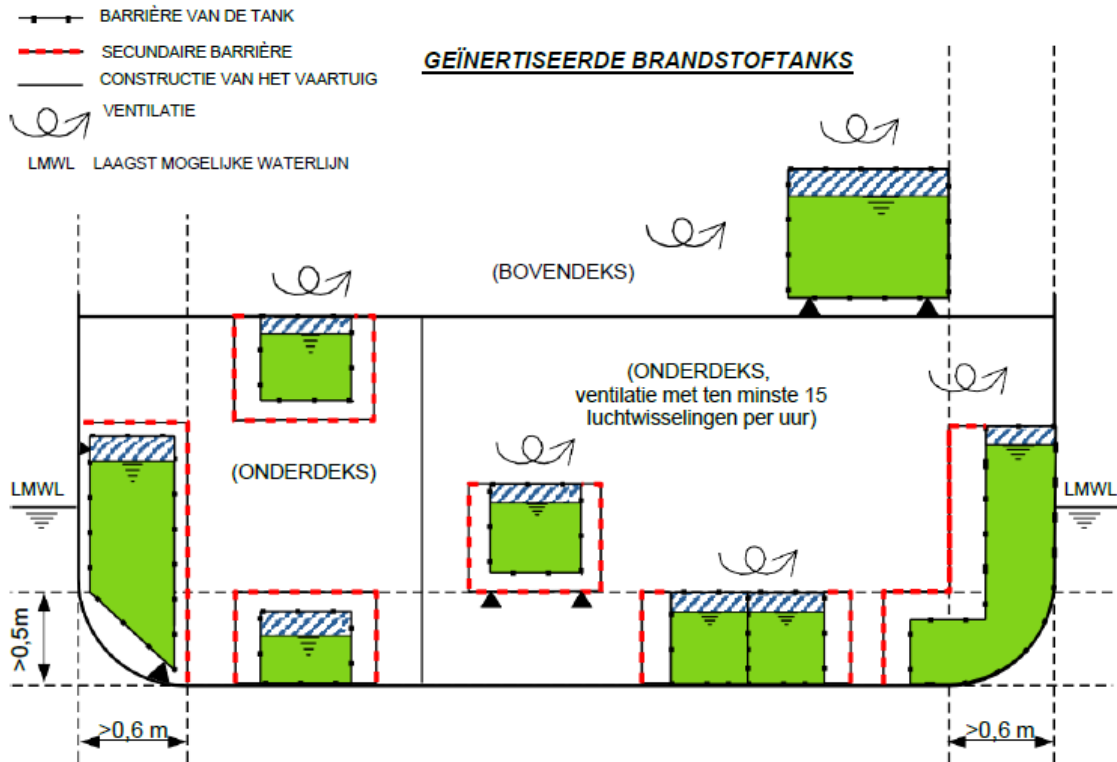 BARRIÈRE VAN DE TANK
SECUNDAIRE BARRIÈRE
CONSTRUCTIE VAN HET VAARTUIG
VENTILATIE
LMWL LAAGST MOGELIJKE WATERLIJN
GEÏNERTISEERDE BRANDSTOFTANKS
(BOVENDEKS)
(ONDERDEKS,
ventilatie met ten minste 15
luchtwisselingen per uur)
(ONDERDEKS)
LMWL
LMWL
>0,5m
>0,6 m
>0,6 m